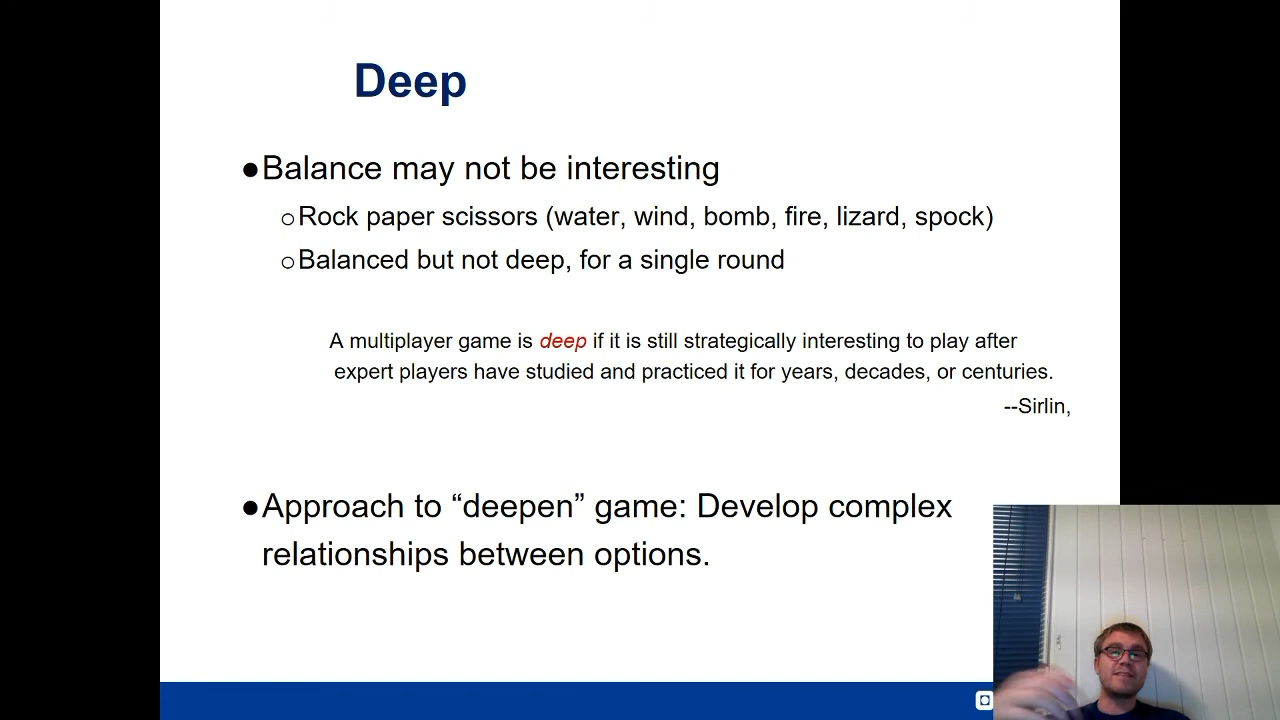 Deep
●Balance may not be interesting
○Rock paper scissors (water, wind, bomb, fire, lizard, spock)
○Balanced but not deep, for a single round
A multiplayer game is deep if it is still strategically interesting to play after
expert players have studied and practiced it for years, decades, or centuries.
--Sirlin,
●Approach to “deepen” game: Develop complex
relationships between options.